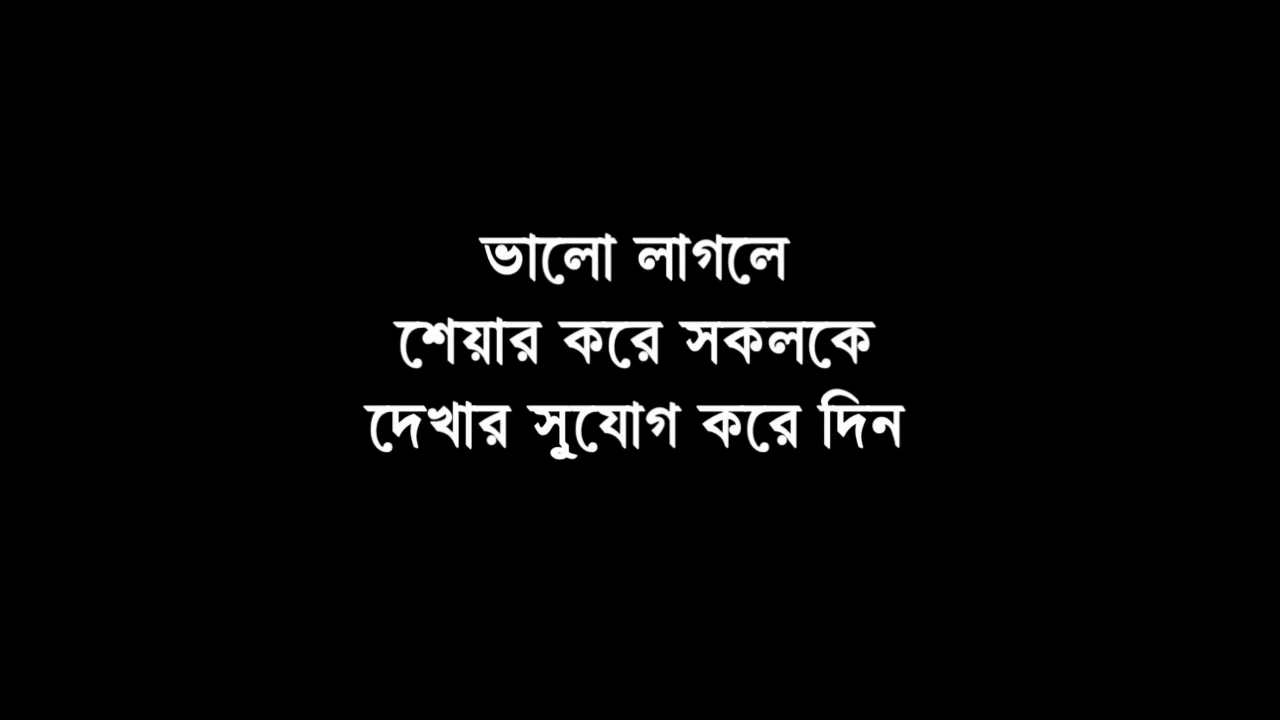 ভালো লাগলে
শেয়ার করে সকলকে
দেখার সুযোগ করে দিন